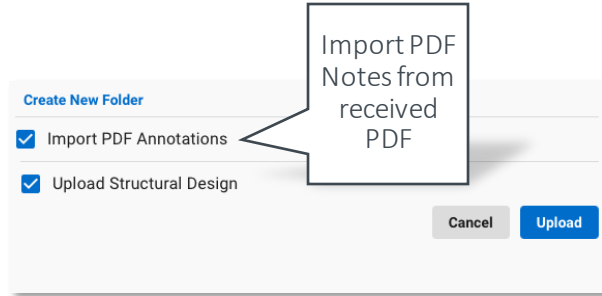 Import PDF
Notes from
received
PDF
Create New Folder
Import PDF Annotations
Upload Structural Design
Cancel
Upload